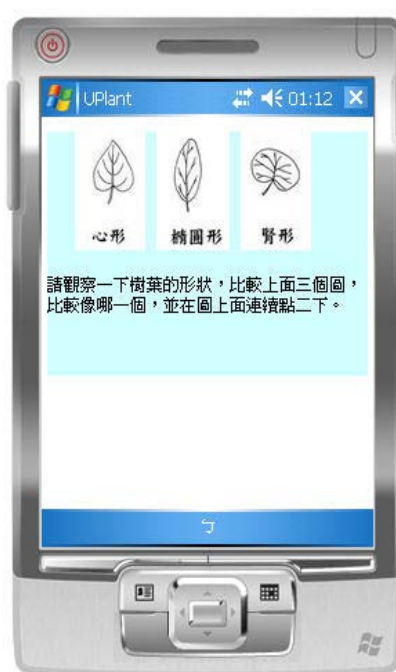 UPlant 01:12
心形 橢圓形 腎形
請觀察一下樹葉的形狀，比較上面三個圖，
比較像哪一個，並在圖上面連續點二下。
ㄅ